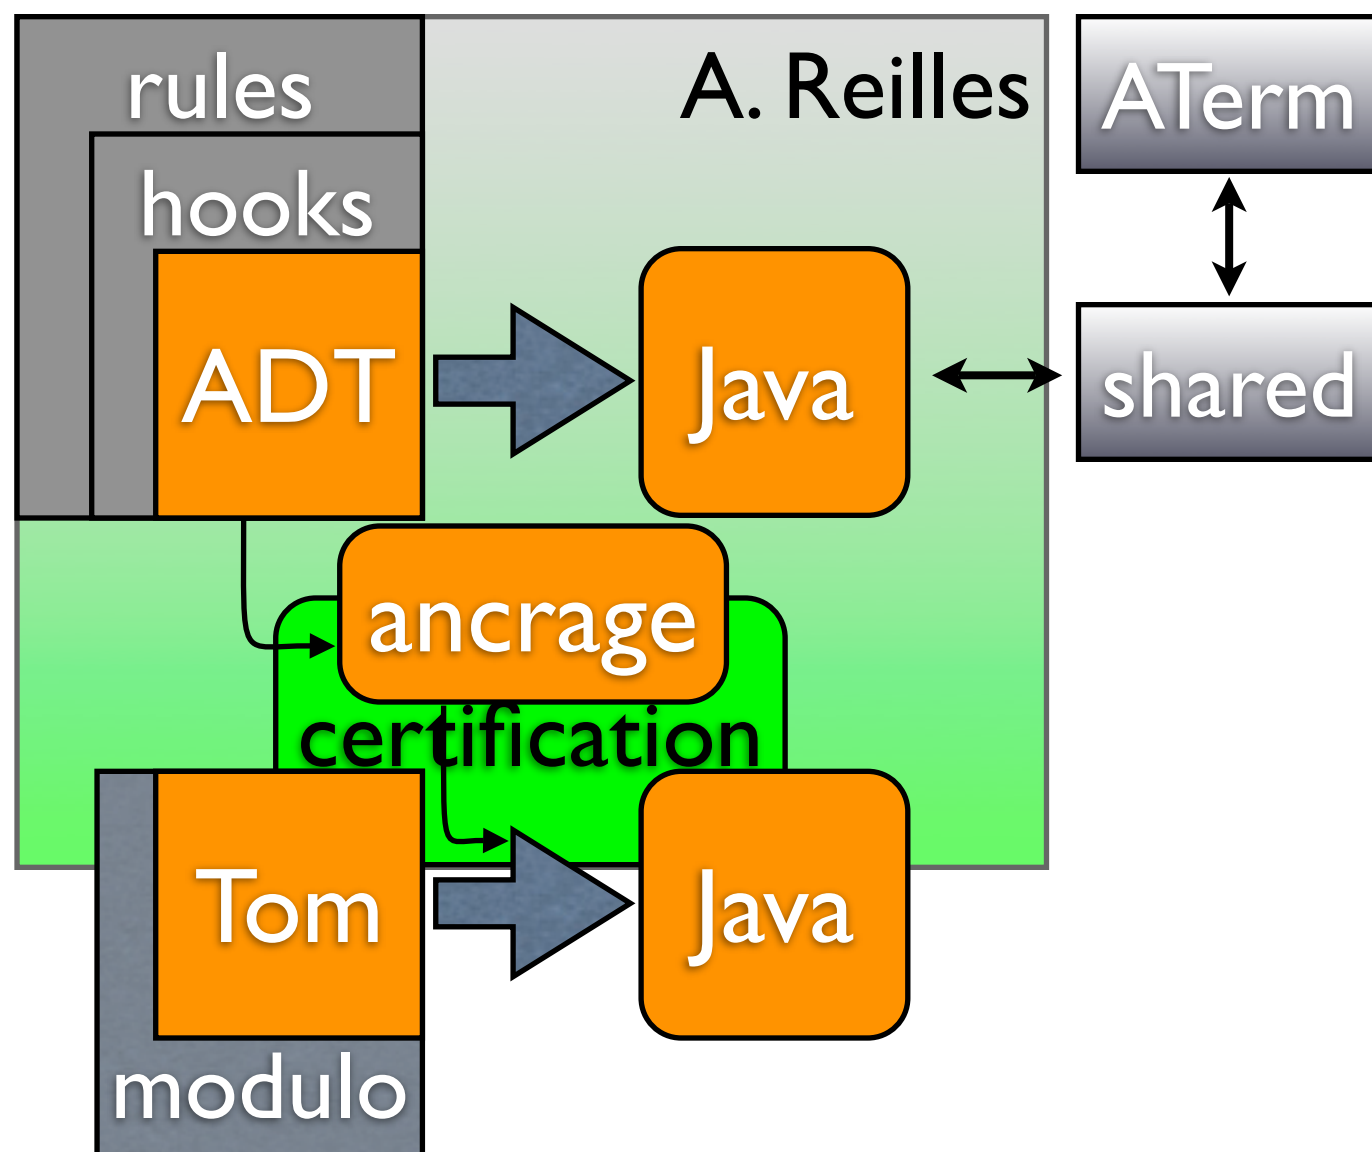 rules
A. Reilles
ATerm
hooks
ADT
Java
shared
ancrage
certification
Tom
Java
modulo